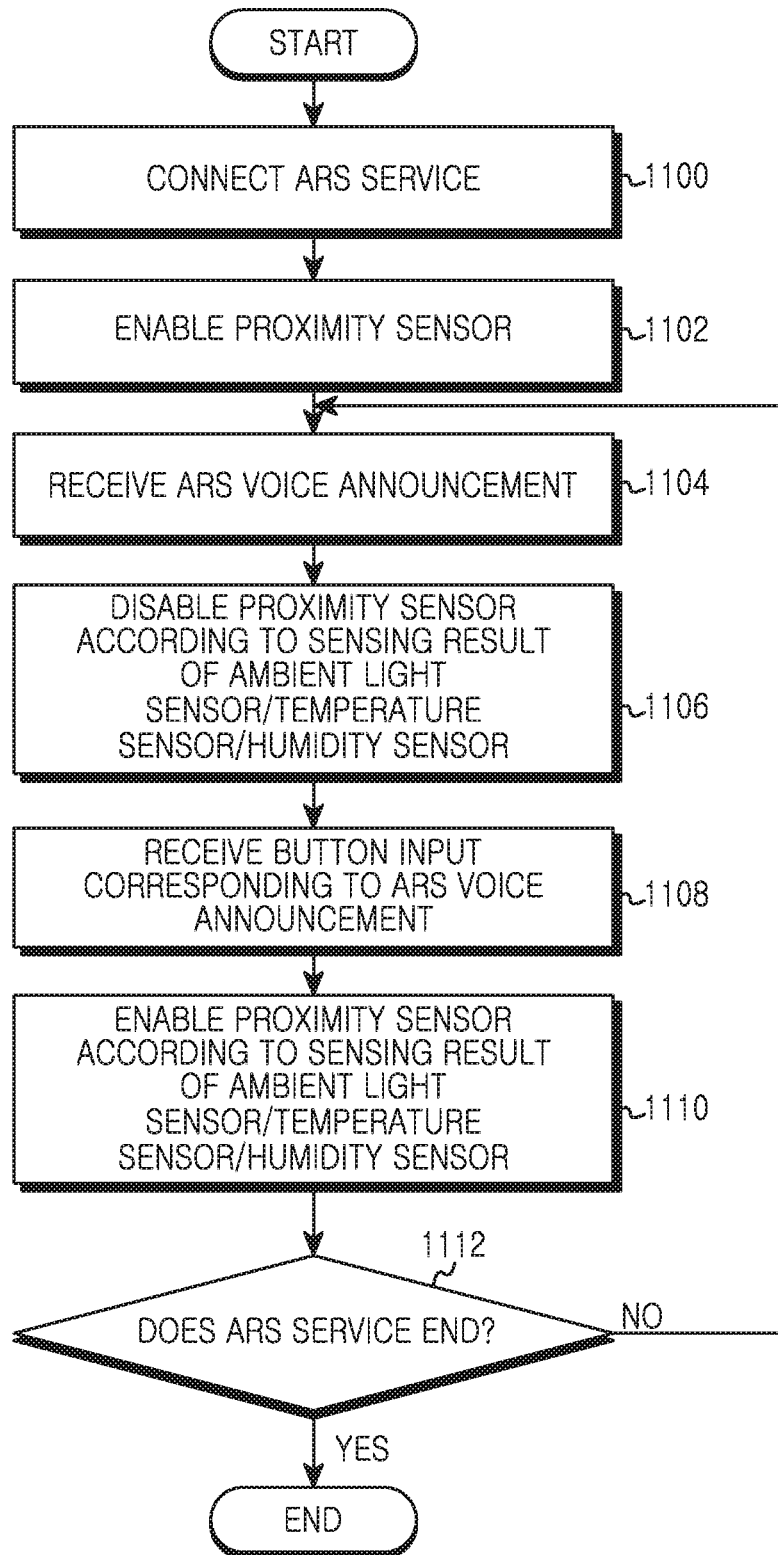 START
CONNECT ARS SERVICE
1100
ENABLE PROXIMITY SENSOR
1102
RECEIVE ARS VOICE ANNOUNCEMENT
1104
DISABLE PROXIMITY SENSOR
ACCORDING TO SENSING RESULT
OF AMBIENT LIGHT
SENSOR/TEMPERATURE
SENSOR/HUMIDITY SENSOR
1106
RECEIVE BUTTON INPUT
CORRESPONDING TO ARS VOICE
ANNOUNCEMENT
1108
ENABLE PROXIMITY SENSOR
ACCORDING TO SENSING RESULT
OF AMBIENT LIGHT
SENSOR/TEMPERATURE
SENSOR/HUMIDITY SENSOR
1110
1112
DOES ARS SERVICE END?
NO
YES
END